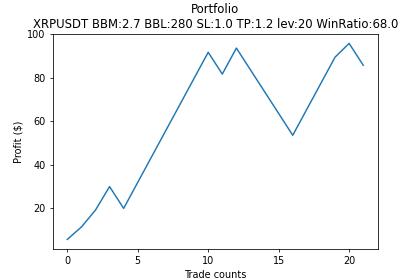 Portfolio
XRPUSDT BBM:2.7 BBL:280 SL:1.0 TP:1.2 lev:20 WinRatio:68.0
100
80
60
40
20
Profit ($)
0 5 10 15 20
Trade counts